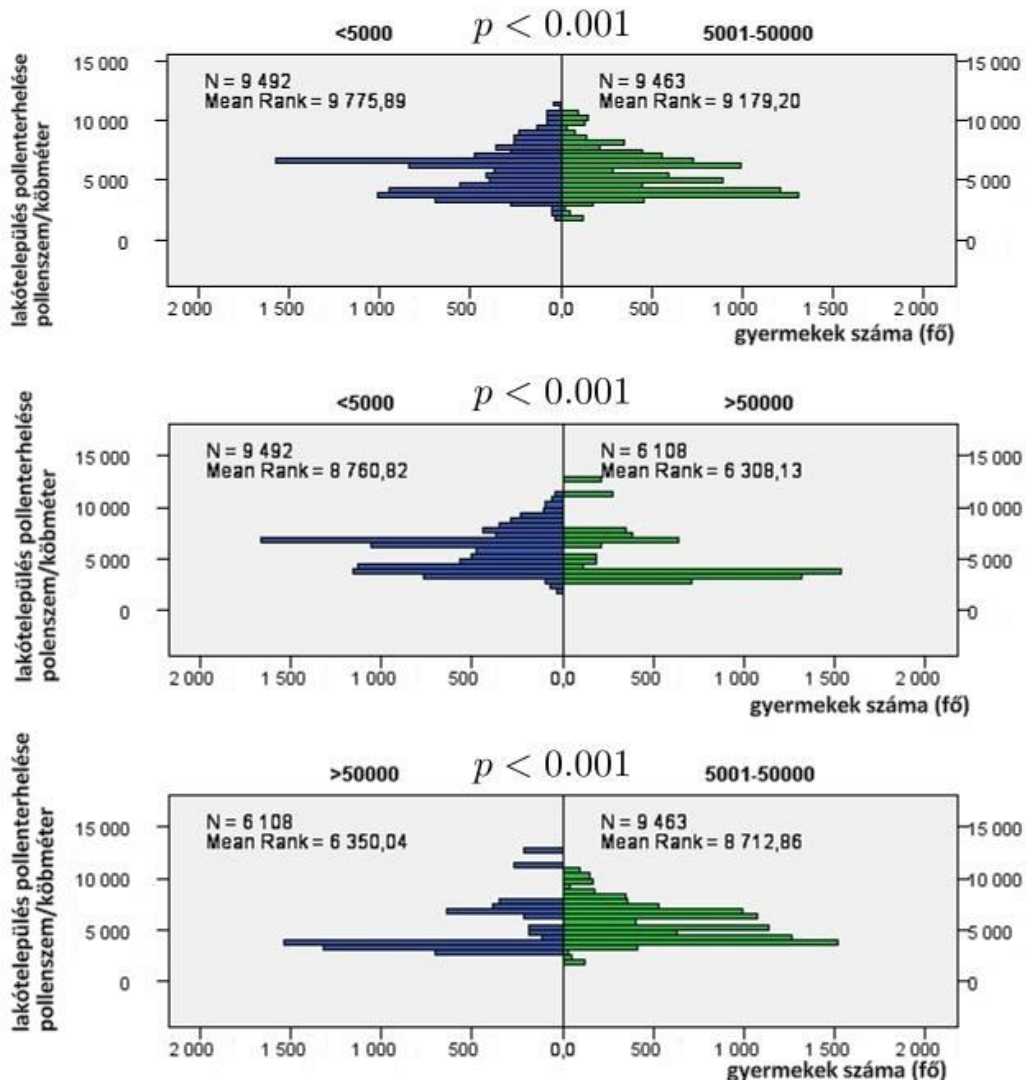 <5000 p < 0.001 5001-50000
lakótelepülés pollenterhelése
pollenszem/köbméter
15 000 15 000
N = 9 492 N = 9 463
Mean Rank = 9 775,89 Mean Rank = 9 179,20
10 000 10 000
5 000 5 000
0 0
2 000 1 500 1 000 500 0,0 500 1 000 1 500 2 000
gyermekek száma (fő)
<5000 p < 0.001 >50000
lakótelepülés pollenterhelése
polenszem/köbméter
15 000 15 000
N = 9 492 N = 6 108
Mean Rank = 8 760,82 Mean Rank = 6 308,13
10 000 10 000
5 000 5 000
0 0
2 000 1 500 1 000 500 0,0 500 1 000 1 500 2 000
gyermekek száma (fő)
>50000 p < 0.001 5001-50000
lakótelepülés pollenterhelése
pollenszem/köbméter
15 000 15 000
N = 6 108 N = 9 463
Mean Rank = 6 350,04 Mean Rank = 8 712,86
10 000 10 000
5 000 5 000
0 0
2 000 1 500 1 000 500 0,0 500 1 000 1 500 2 000
gyermekek száma (fő)